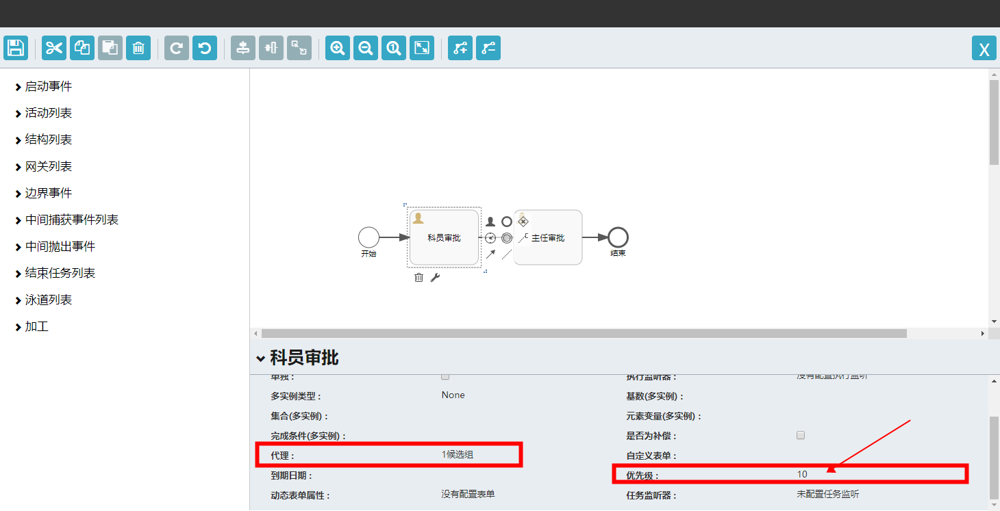 X
启动事件
活动列表
结构列表
网关列表
边界事件
中间捕获事件列表
中间抛出事件
结束任务列表
泳道列表
加工
开始
科员审批
主任审批
结束
科员审批
单独：
执行监听器：
没有配置执行监听
多实例类型：
None
基数(多实例)：
集合(多实例)：
元素变量(多实例)：
完成条件(多实例)：
是否为补偿：
代理：
1候选组
自定义表单：
到期日期：
优先级：
10
动态表单属性：
没有配置表单
任务监听器：
未配置任务监听